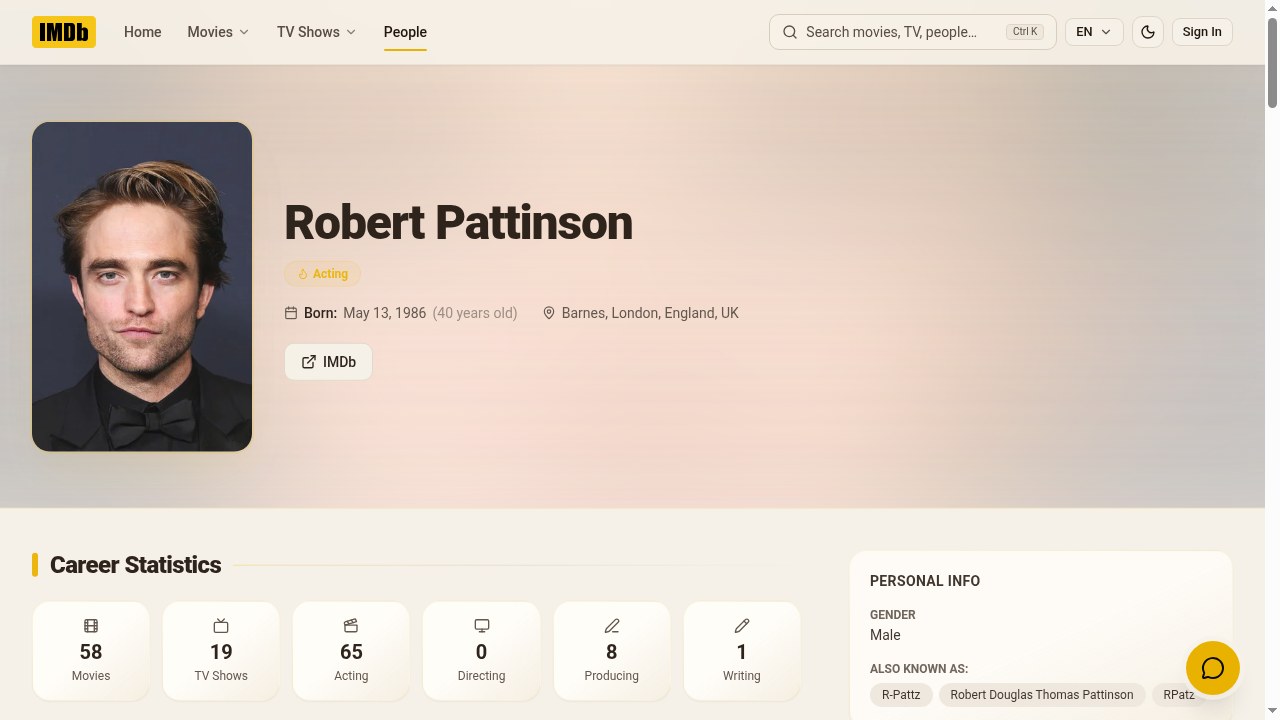 IMDb Home Movies TV Shows People Search movies, TV, people... Ctrl K EN Sign In
Robert Pattinson
Acting
Born: May 13, 1986 (40 years old) Barnes, London, England, UK
IMDb
Career Statistics
58 Movies
19 TV Shows
65 Acting
0 Directing
8 Producing
1 Writing
PERSONAL INFO
GENDER
Male
ALSO KNOWN AS:
R-Pattz Robert Douglas Thomas Pattinson RPatz